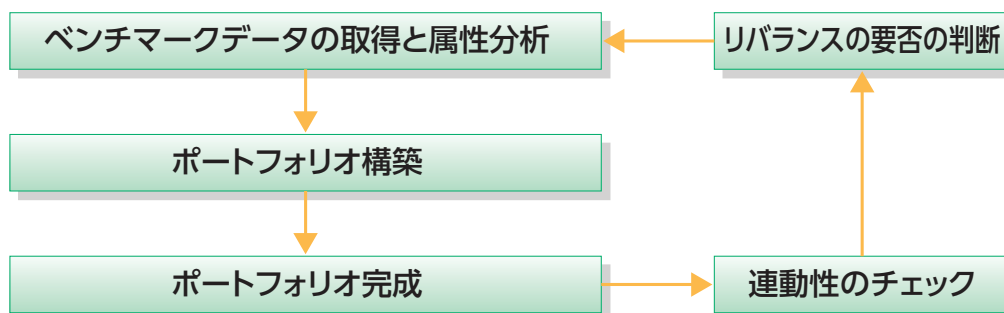 ベンチマークデータの取得と属性分析
リバランスの要否の判断
ポートフォリオ構築
ポートフォリオ完成
連動性のチェック